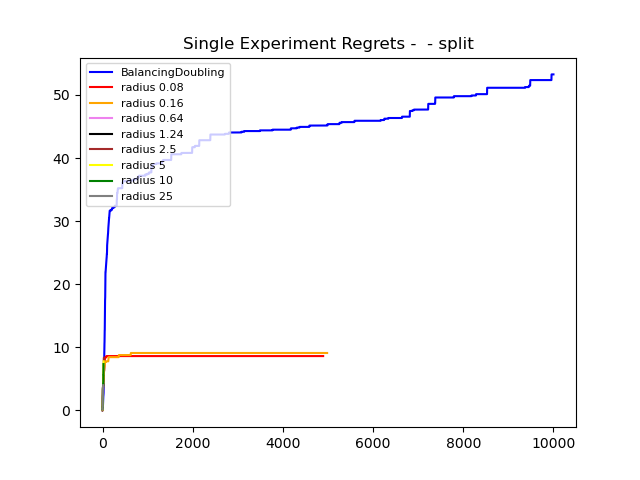 Single Experiment Regrets -  - split
BalancingDoubling
radius 0.08
radius 0.16
radius 0.64
radius 1.24
radius 2.5
radius 5
radius 10
radius 25
50
40
30
20
10
0
0 2000 4000 6000 8000 10000